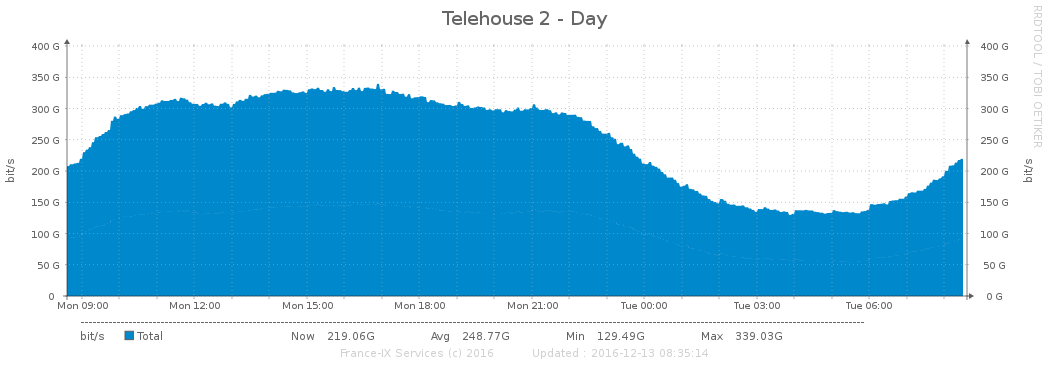 Telehouse 2 - Day
RRDTOOL / TOBI OETIKER
400 G 400 G
350 G 350 G
300 G 300 G
250 G 250 G
200 G 200 G
150 G 150 G
100 G 100 G
50 G 50 G
0 0 G
bit/s bit/s
Mon 09:00 Mon 12:00 Mon 15:00 Mon 18:00 Mon 21:00 Tue 00:00 Tue 03:00 Tue 06:00
bit/s Total Now 219.06G Avg 248.77G Min 129.49G Max 339.03G
France-IX Services (c) 2016 Updated : 2016-12-13 08:35:14